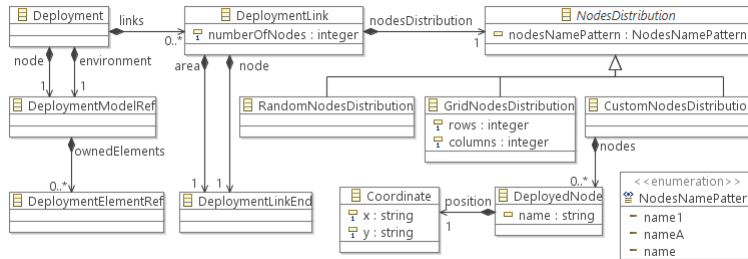 Deployment
links
0..*
DeploymentLink
numberOfNodes : integer
nodesDistribution
1
NodesDistribution
nodesNamePattern : NodesNamePattern
node
environment
1
1
area
node
1
1
DeploymentModelRef
ownedElements
0..*
DeploymentElementRef
DeploymentLinkEnd
RandomNodesDistribution
GridNodesDistribution
rows : integer
columns : integer
CustomNodesDistributio
nodes
0..*
Coordinate
x : string
y : string
position
1
DeployedNode
name : string
<<enumeration>>
NodesNamePattern
name1
nameA
name